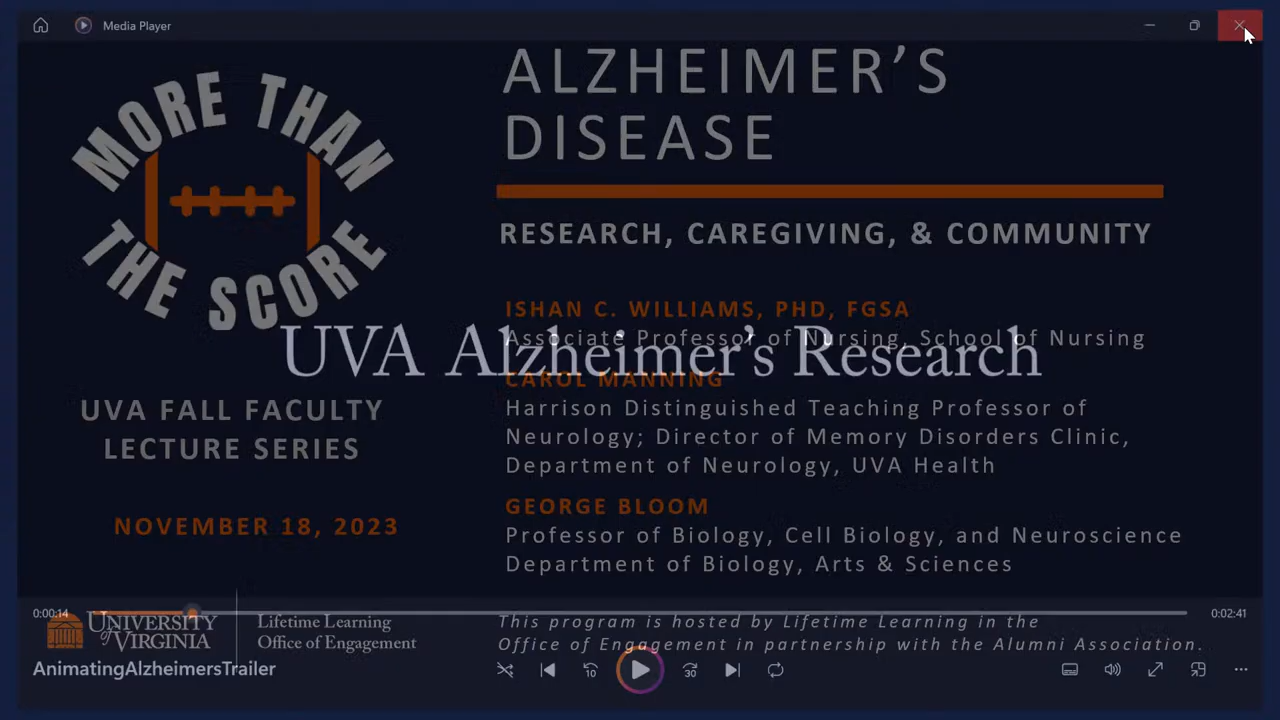 Media Player
MORE THAN
THE SCORE
UVA FALL FACULTY
LECTURE SERIES
NOVEMBER 18, 2023
ALZHEIMER’S
DISEASE
RESEARCH, CAREGIVING, & COMMUNITY
ISHAN C. WILLIAMS, PHD, FGSA
Associate Professor of Nursing, School of Nursing
UVA Alzheimer’s Research
CAROL MANNING
Harrison Distinguished Teaching Professor of
Neurology; Director of Memory Disorders Clinic,
Department of Neurology, UVA Health
GEORGE BLOOM
Professor of Biology, Cell Biology, and Neuroscience
Department of Biology, Arts & Sciences
0:00:14
0:02:41
UNIVERSITY
of VIRGINIA
Lifetime Learning
Office of Engagement
This program is hosted by Lifetime Learning in the
Office of Engagement in partnership with the Alumni Association.
AnimatingAlzheimersTrailer
10
30